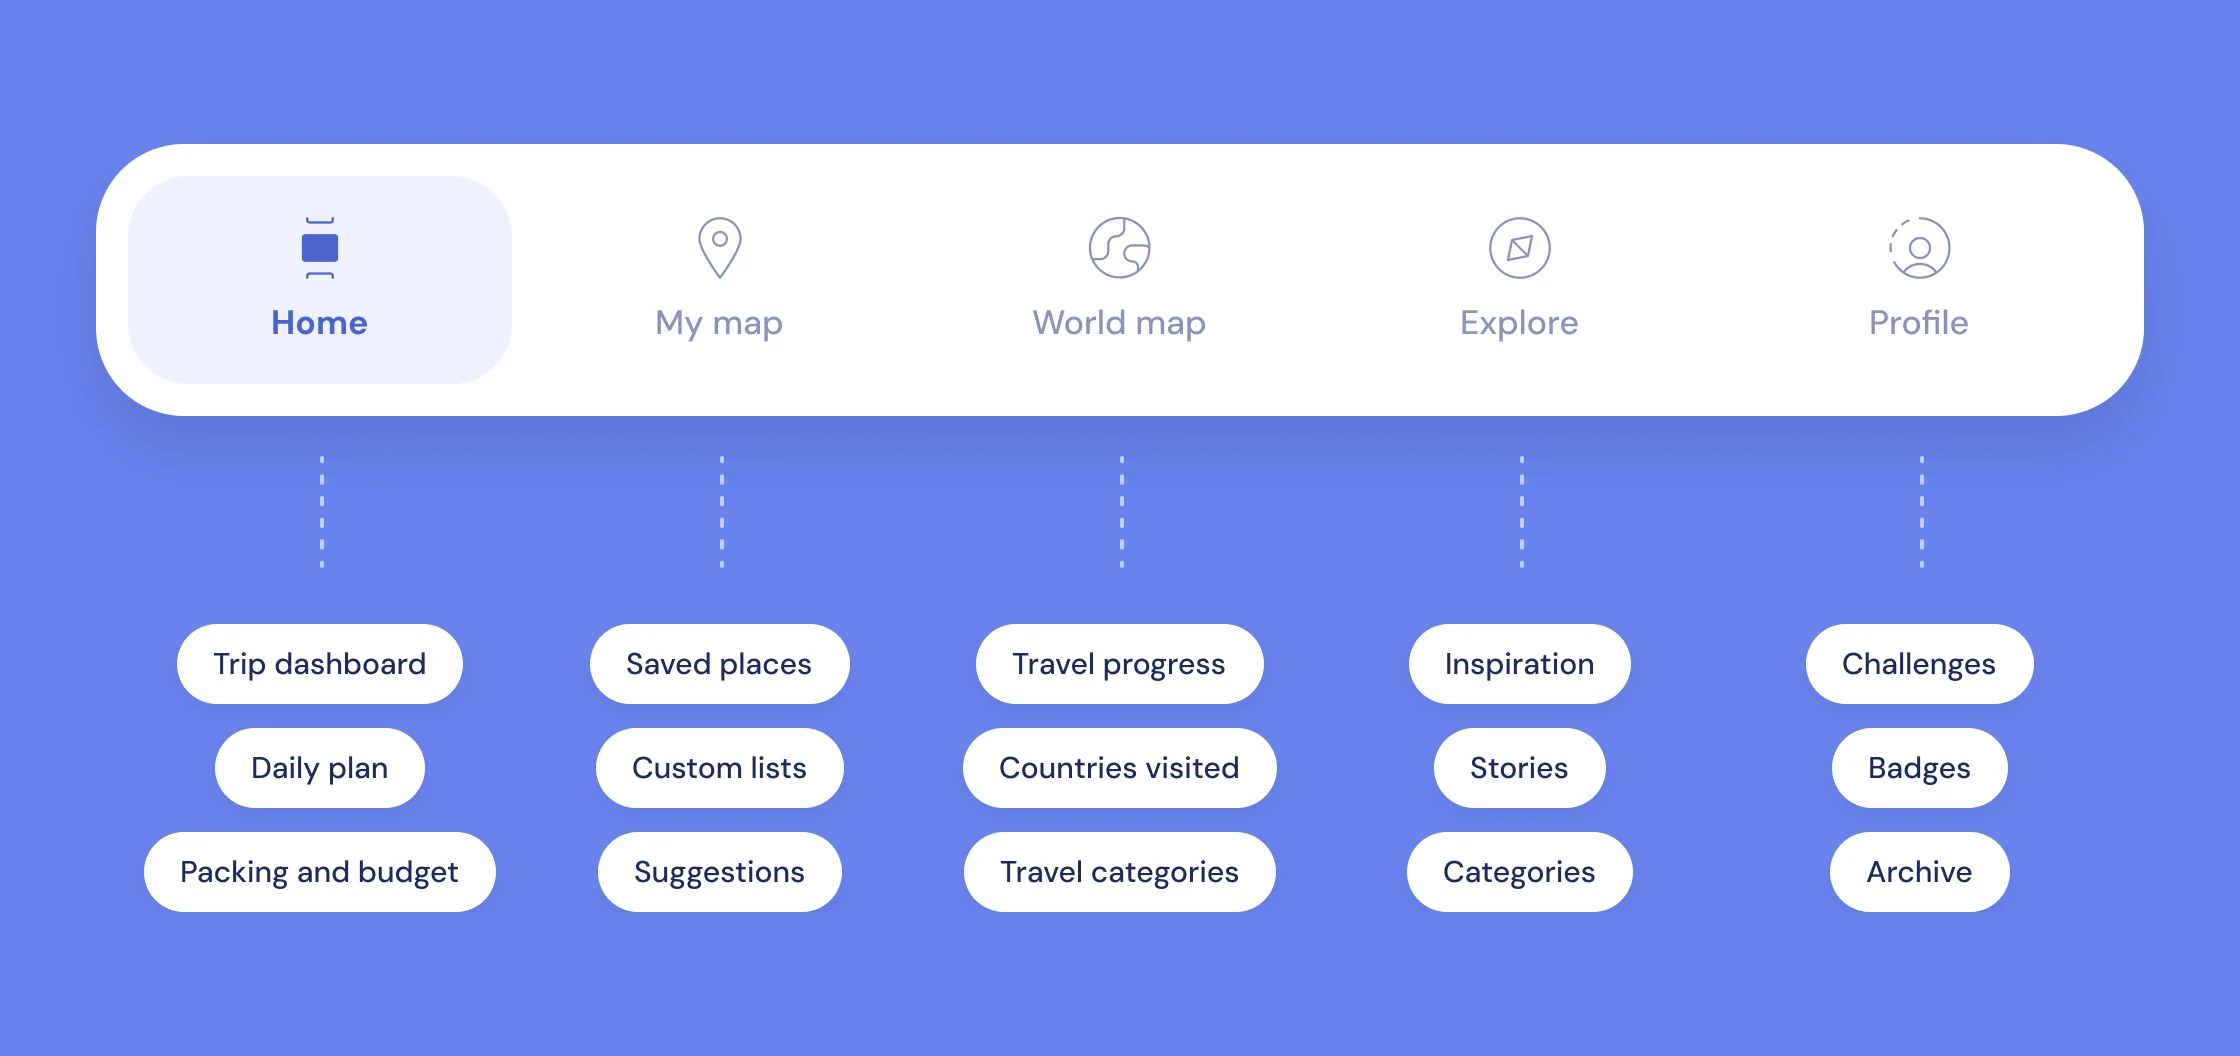 Home
My map
World map
Explore
Profile
Trip dashboard
Saved places
Travel progress
Inspiration
Challenges
Daily plan
Custom lists
Countries visited
Stories
Badges
Packing and budget
Suggestions
Travel categories
Categories
Archive